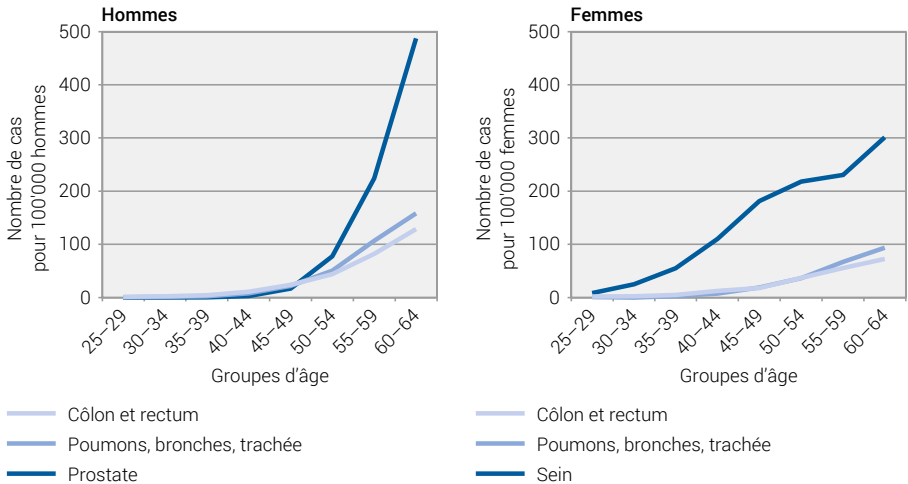 Hommes
Nombre de cas
pour 100'000 hommes
500
400
300
200
100
0
25–29
30–34
35–39
40–44
45–49
50–54
55–59
60–64
Groupes d'âge
Côlon et rectum
Poumons, bronches, trachée
Prostate
Femmes
Nombre de cas
pour 100'000 femmes
500
400
300
200
100
0
25–29
30–34
35–39
40–44
45–49
50–54
55–59
60–64
Groupes d'âge
Côlon et rectum
Poumons, bronches, trachée
Sein